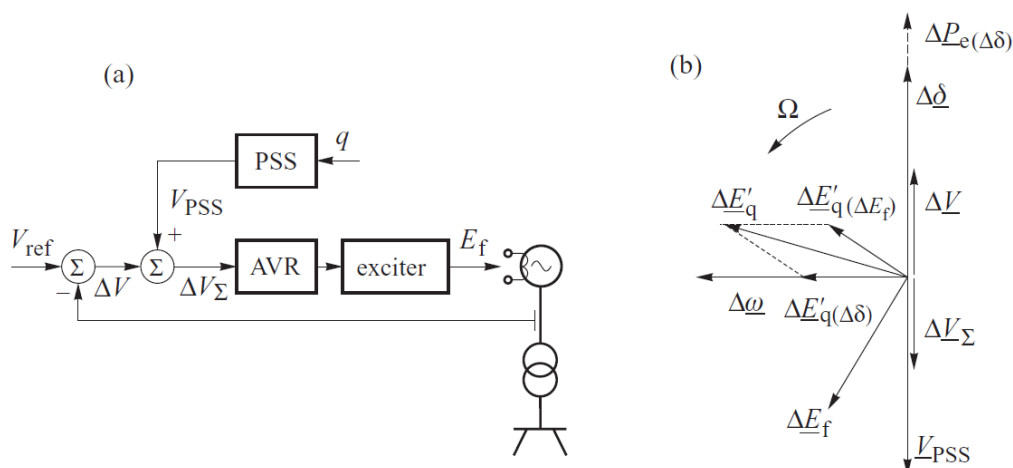 (a)
PSS
q
V_PSS
+
V_ref
Σ
−
ΔV
Σ
ΔV_Σ
AVR
exciter
E_f
~
(b)
ΔP_e(Δδ)
Δδ
Ω
ΔE′_q
ΔE′_q(ΔE_f)
ΔV
Δω
ΔE′_q(Δδ)
ΔV_Σ
ΔE_f
V_PSS